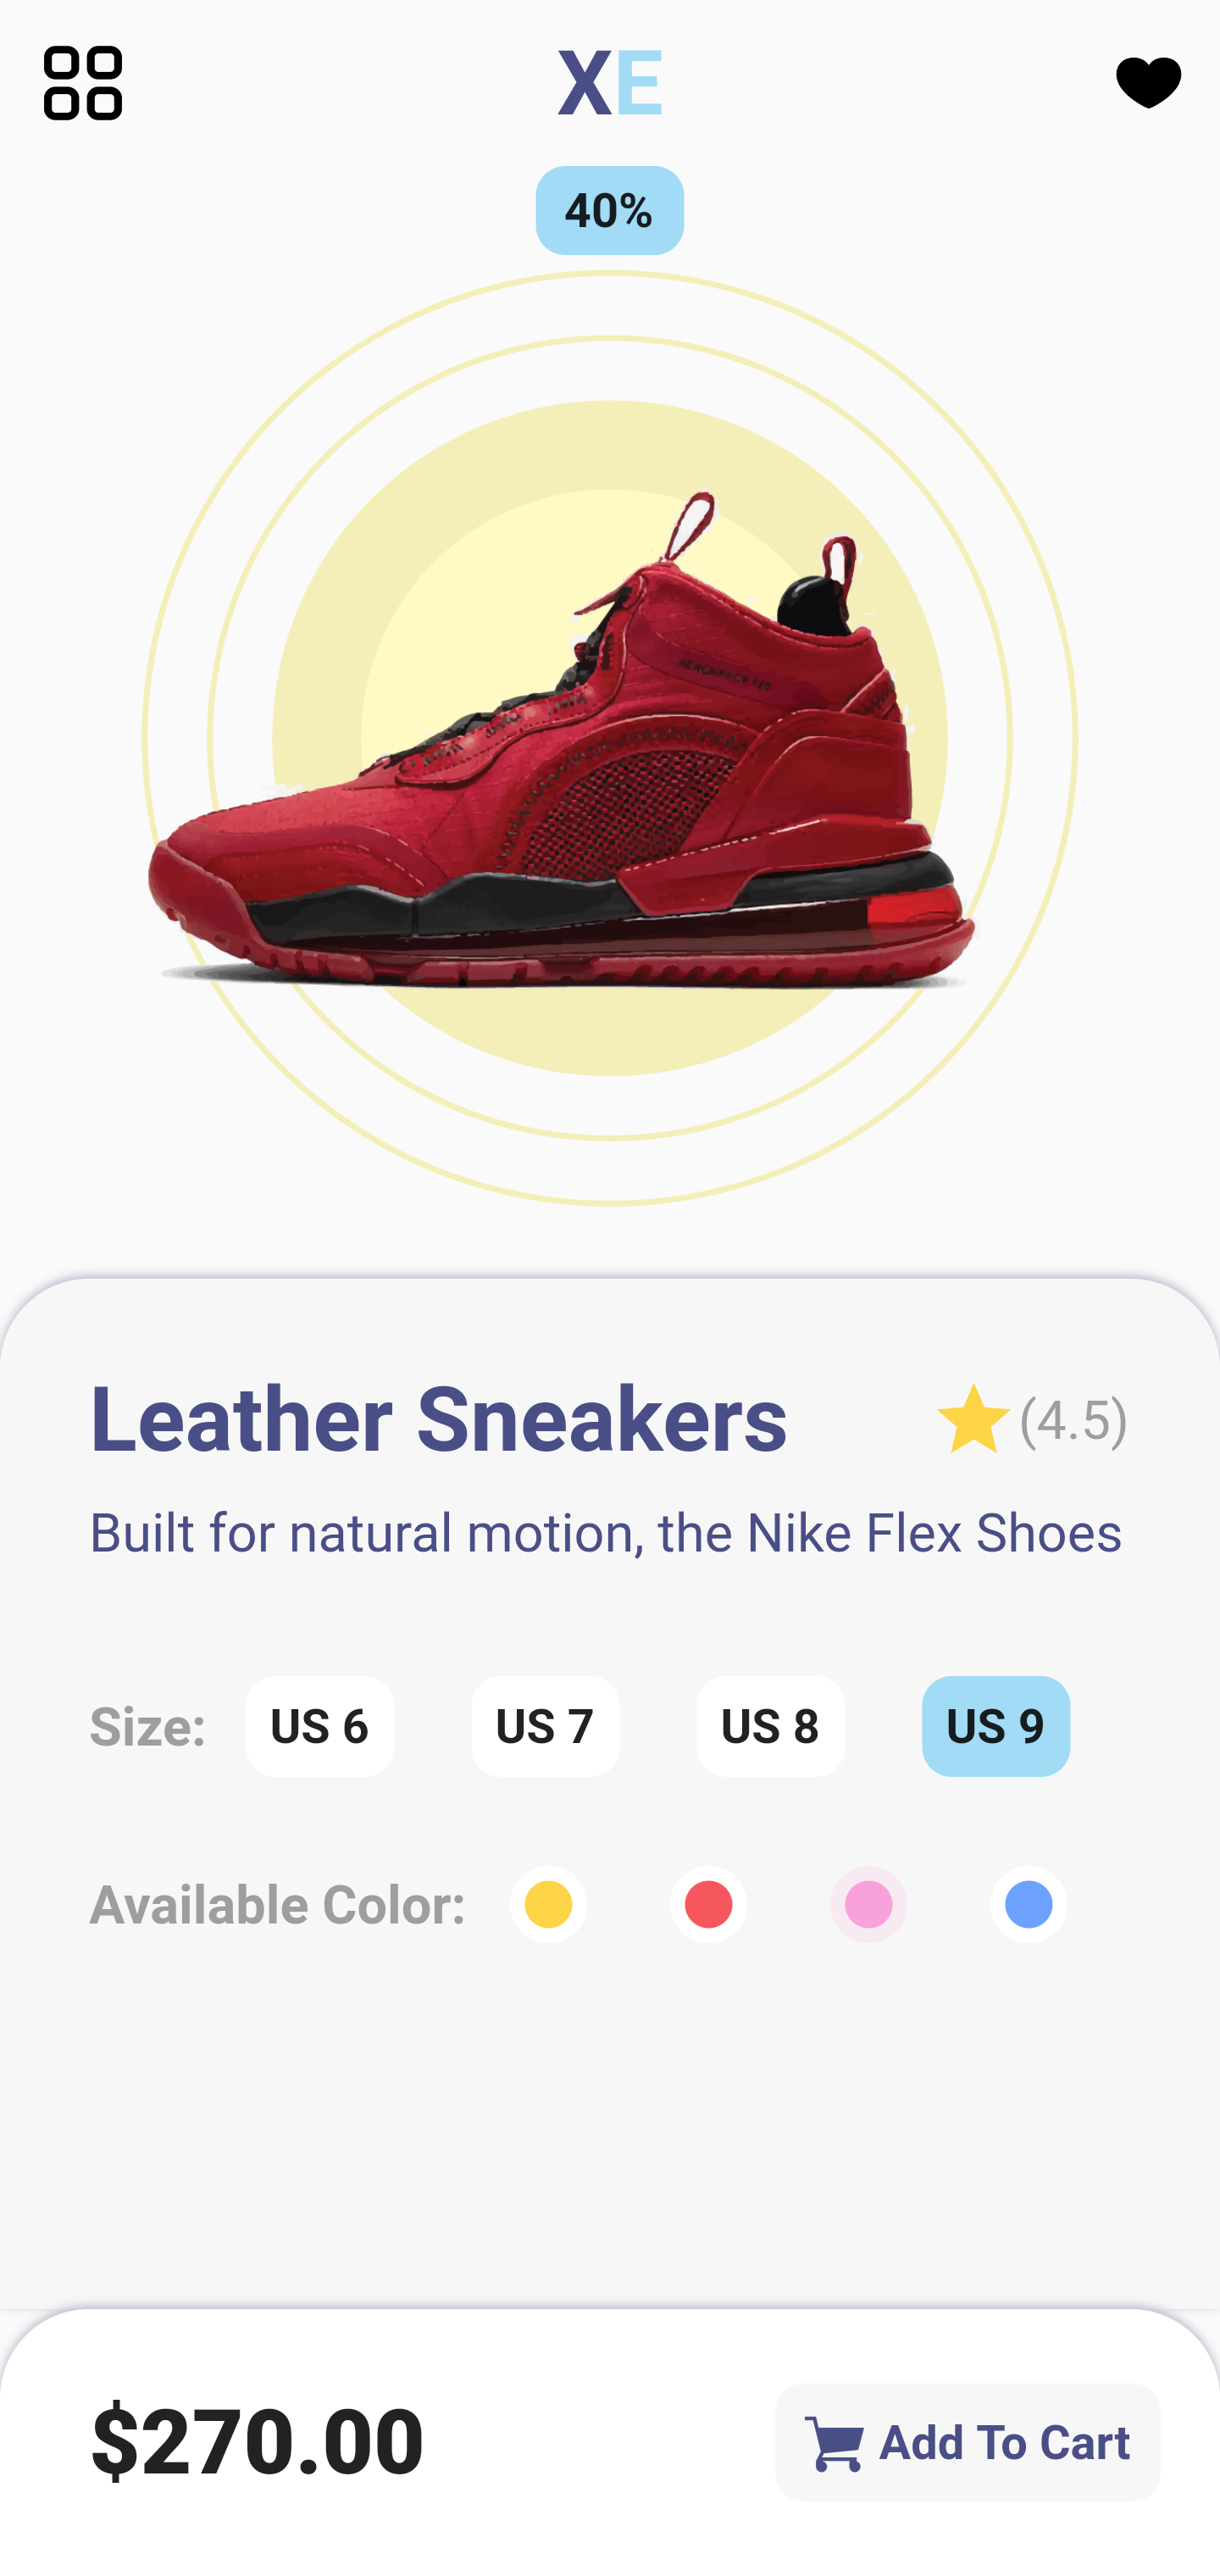 XE
40%
Leather Sneakers
(4.5)
Built for natural motion, the Nike Flex Shoes
Size:
US 6
US 7
US 8
US 9
Available Color:
$270.00
Add To Cart